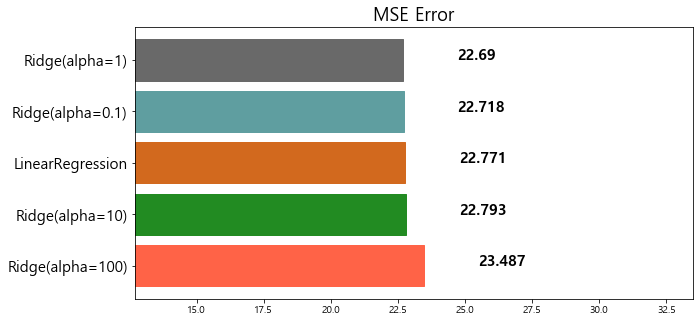 MSE Error
Ridge(alpha=1) 22.69
Ridge(alpha=0.1) 22.718
LinearRegression 22.771
Ridge(alpha=10) 22.793
Ridge(alpha=100) 23.487
15.0 17.5 20.0 22.5 25.0 27.5 30.0 32.5